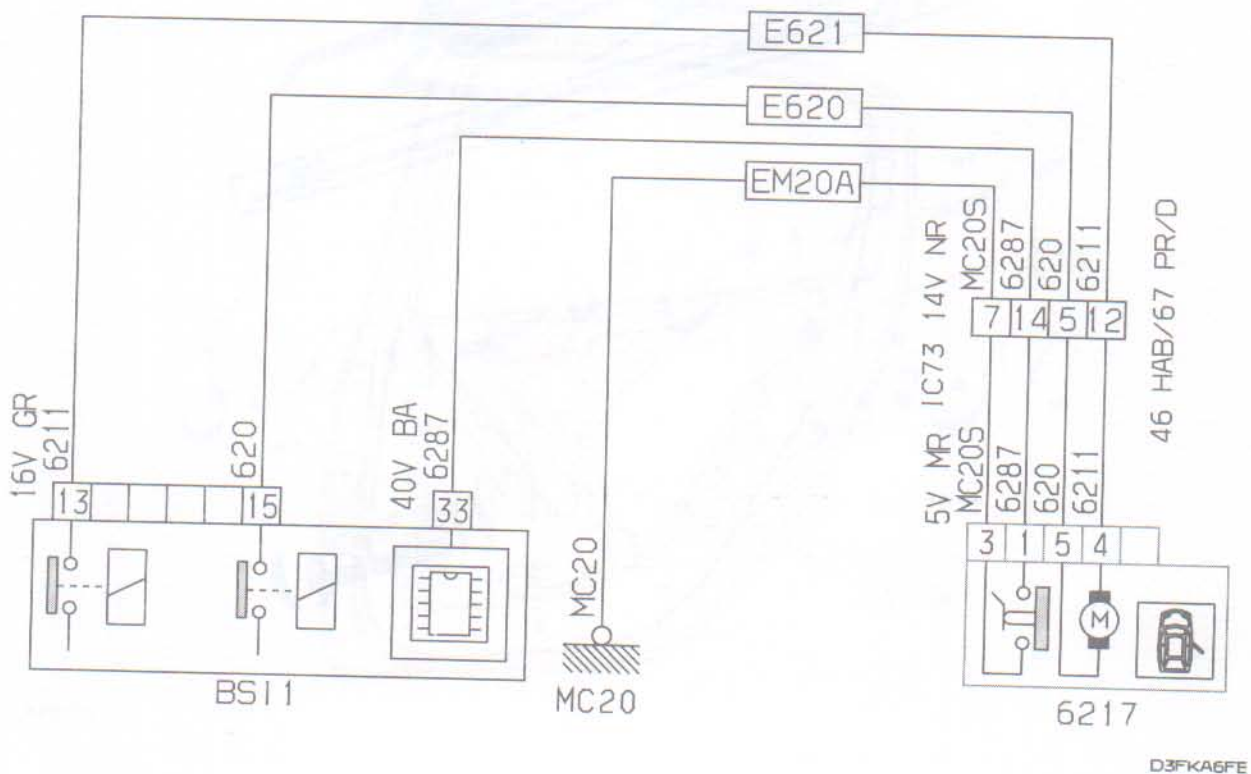 E621
E620
EM20A
MC20S
6287
620
6211
14V NR
IC73
7 14 5 12
46 HAB/67 PR/D
16V GR
6211
620
40V BA
6287
13 15 33
5V MR
MC20S
6287
620
6211
3 1 5 4
MC20
M
BSI1
MC20
6217
D3FKA6FE